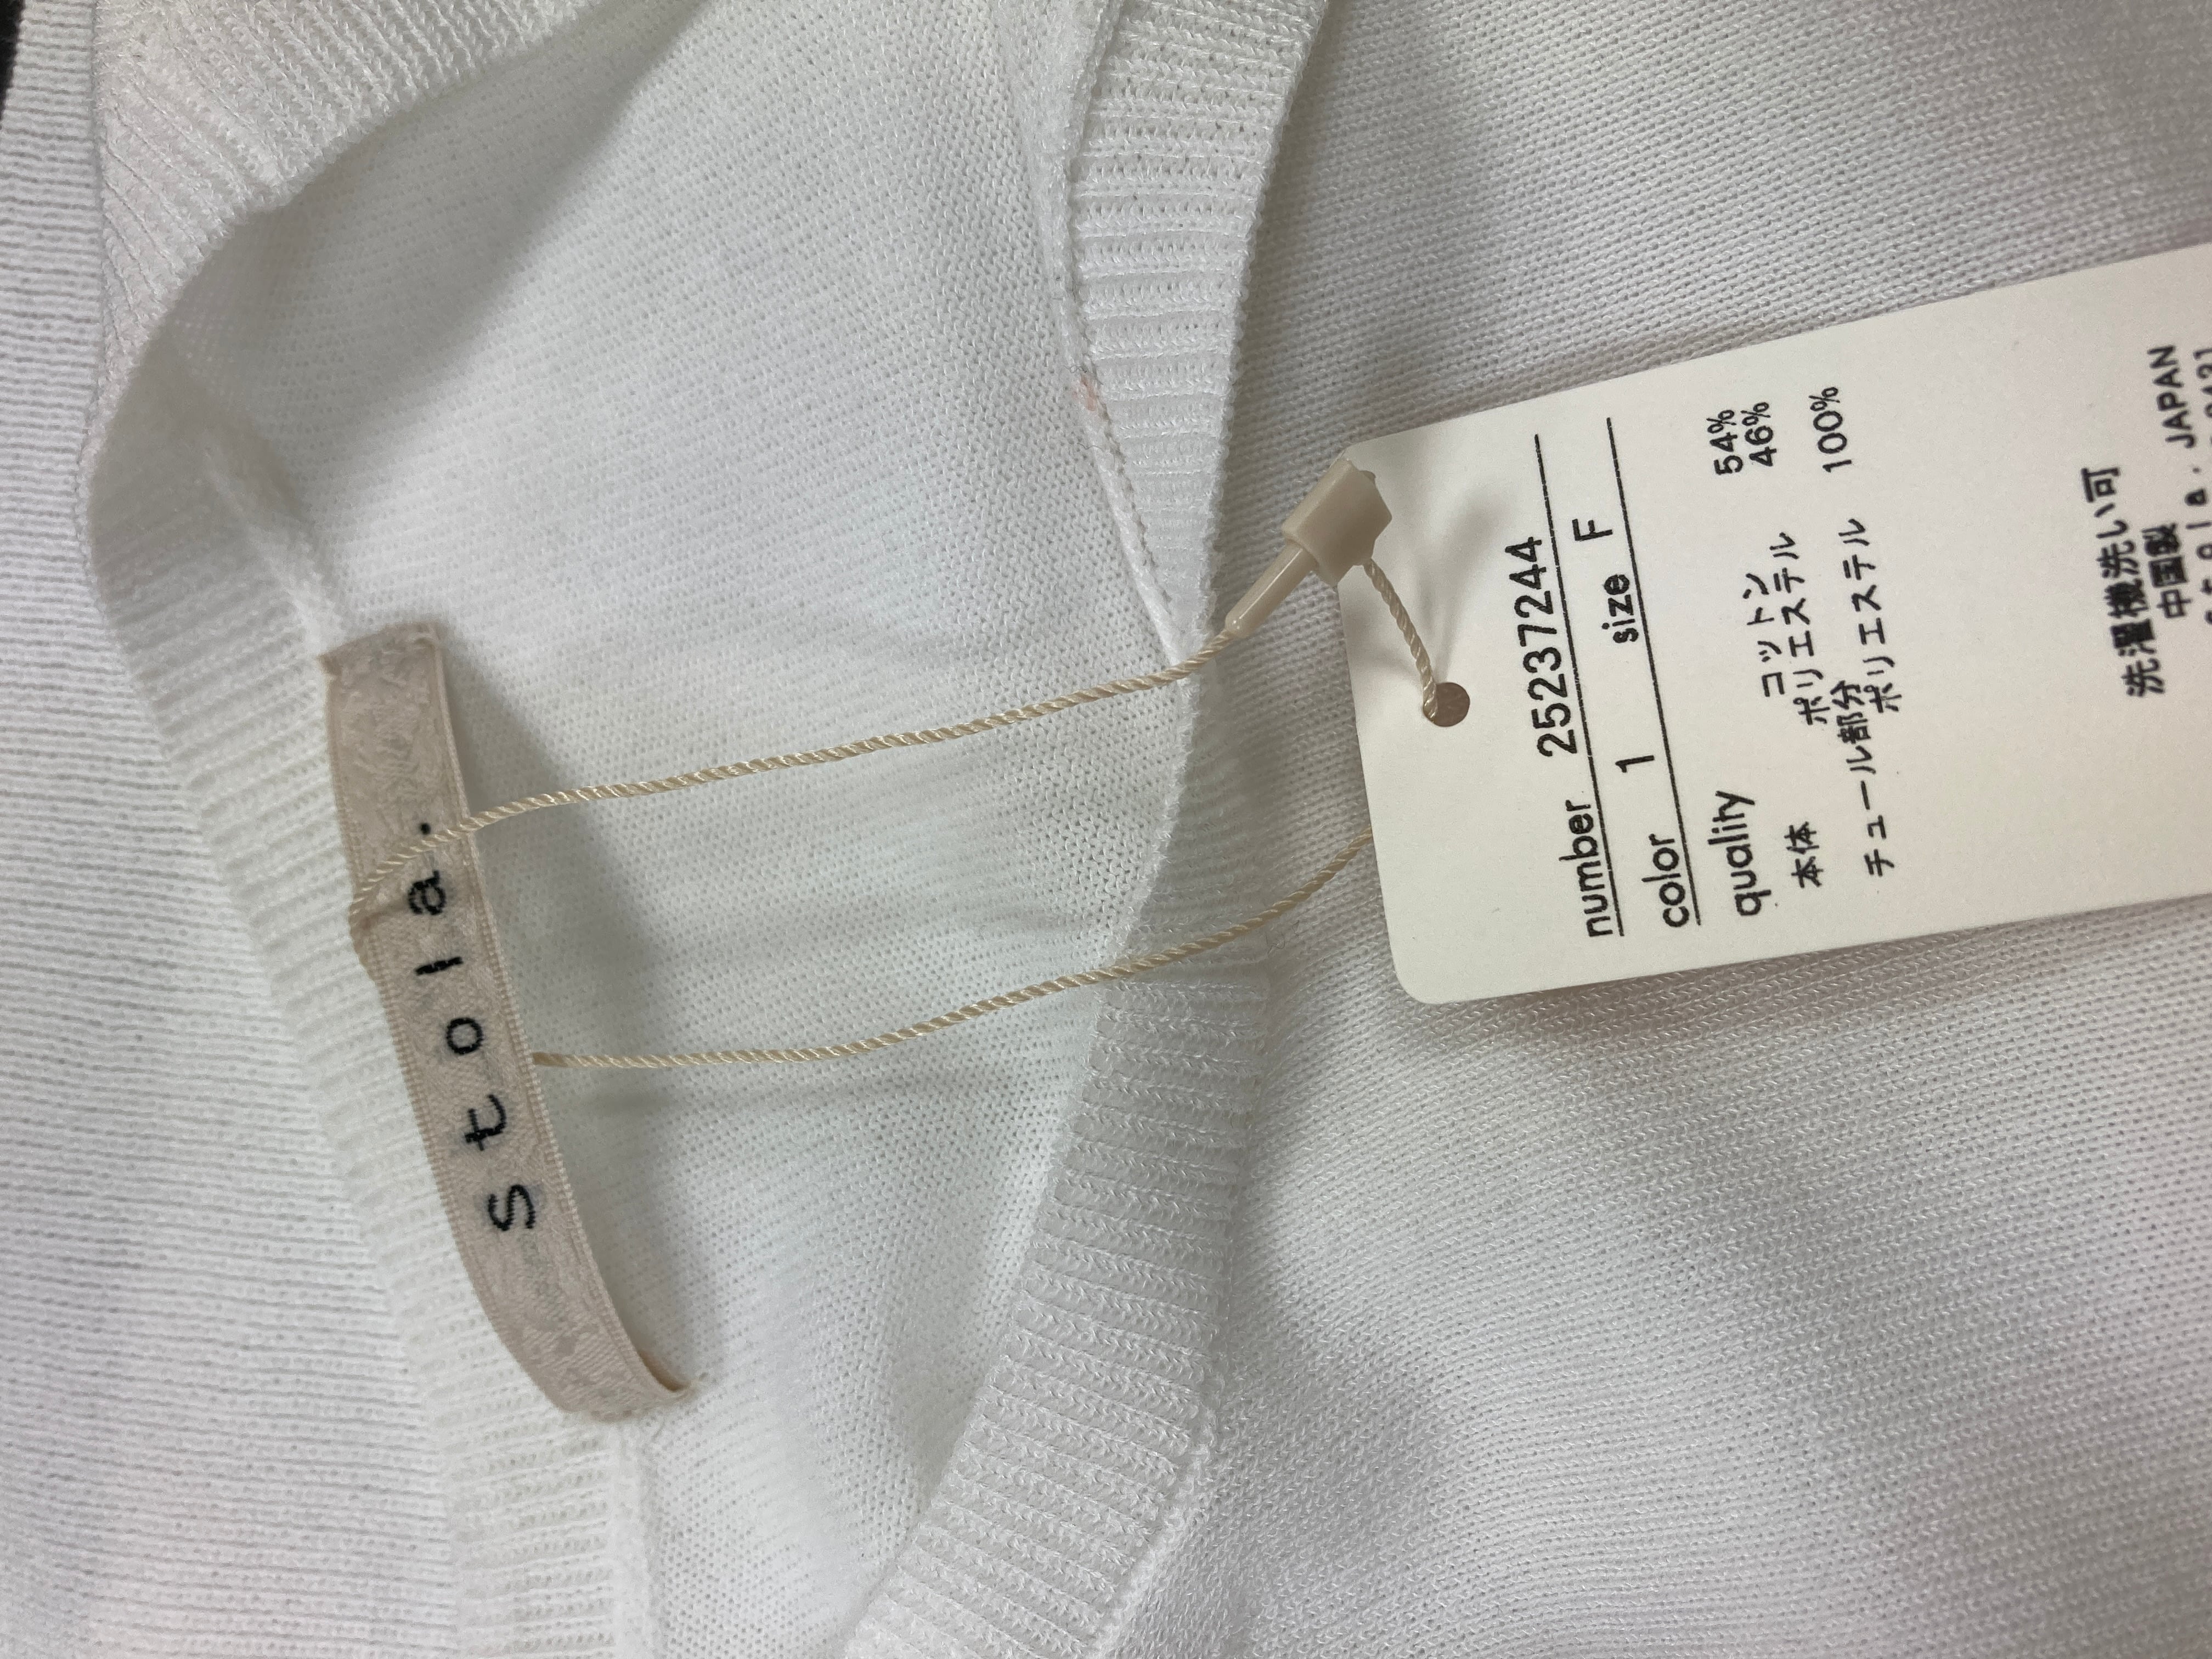 stola.
number 25237244
color 1 size F
quality
本体 コットン 54%
ポリエステル 46%
チュール部分
ポリエステル 100%
洗濯機洗い可
中国製
JAPAN